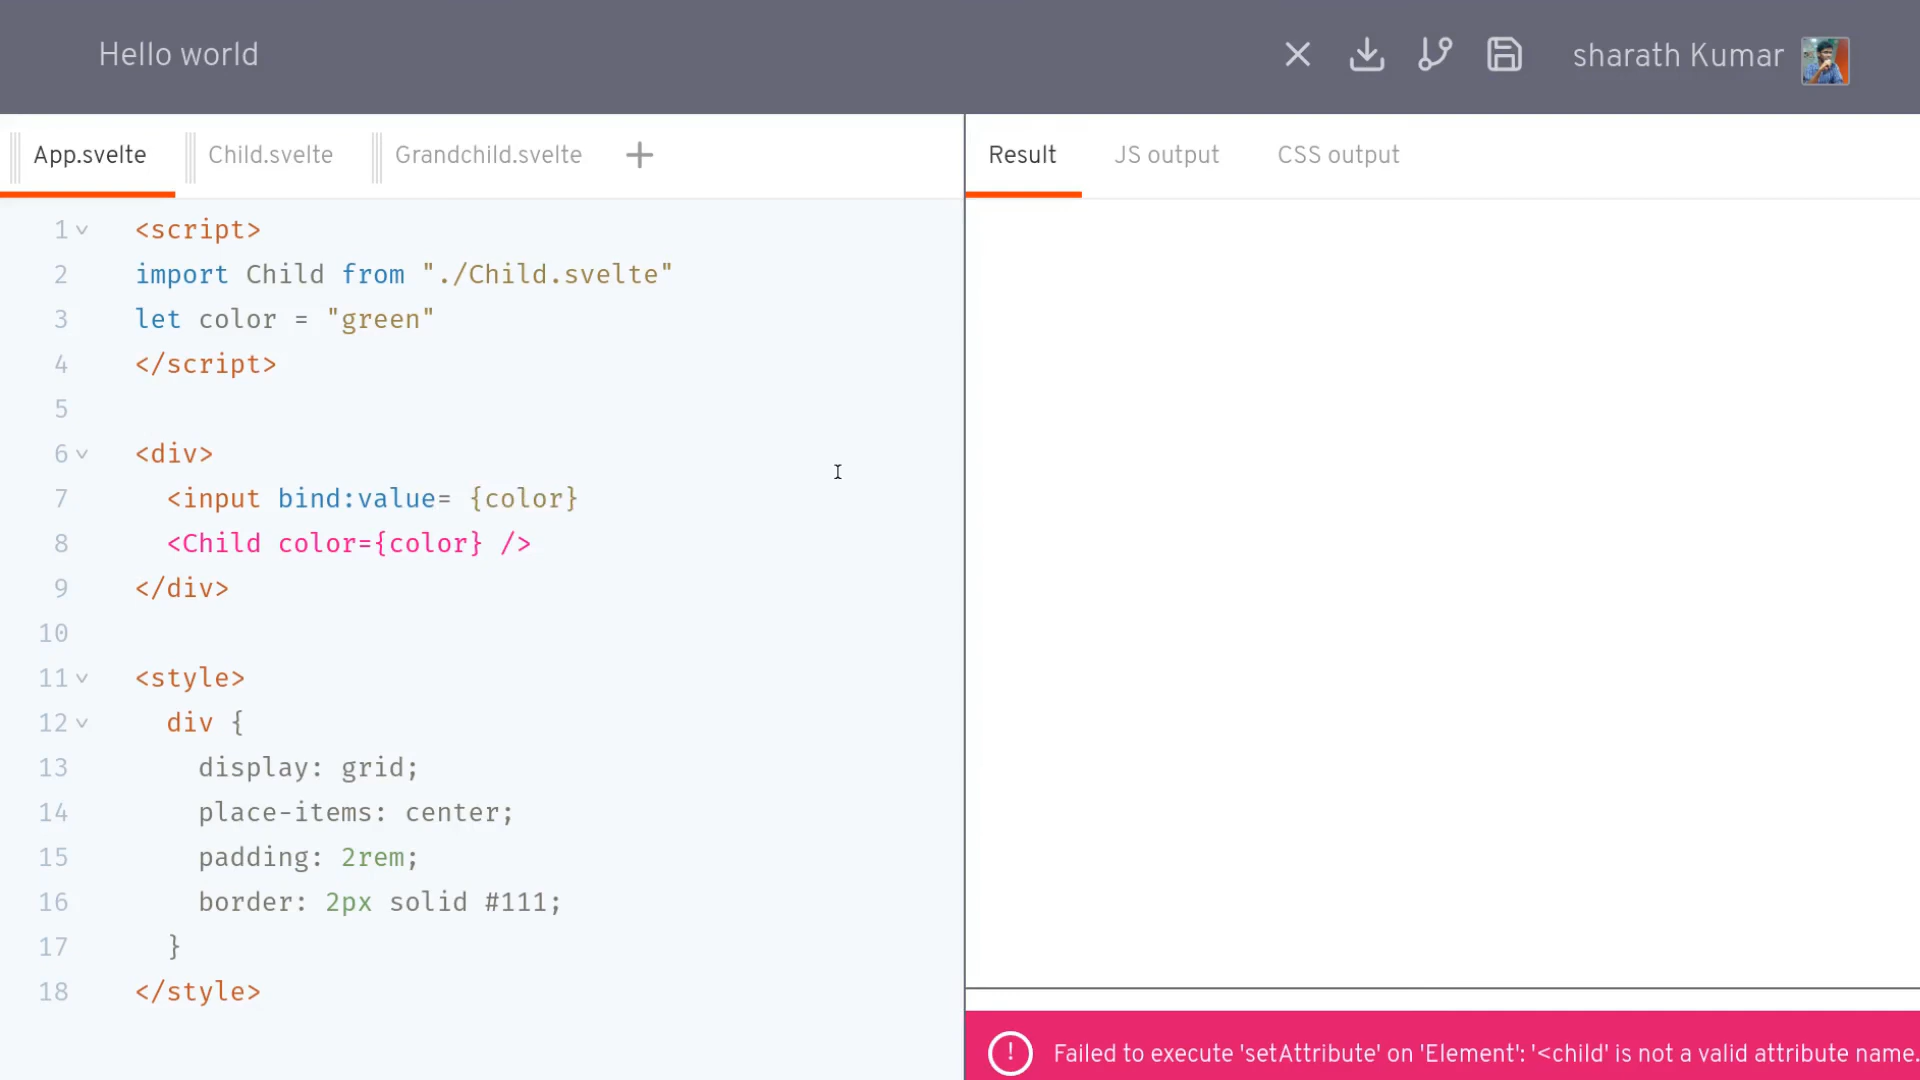 Hello world
sharath Kumar
App.svelte
Child.svelte
Grandchild.svelte
Result
JS output
CSS output
1 <script>
2 import Child from "./Child.svelte"
3 let color = "green"
4 </script>
5
6 <div>
7 <input bind:value= {color}
8 <Child color={color} />
9 </div>
10
11 <style>
12 div {
13 display: grid;
14 place-items: center;
15 padding: 2rem;
16 border: 2px solid #111;
17 }
18 </style>
Failed to execute 'setAttribute' on 'Element': '<child' is not a valid attribute name.